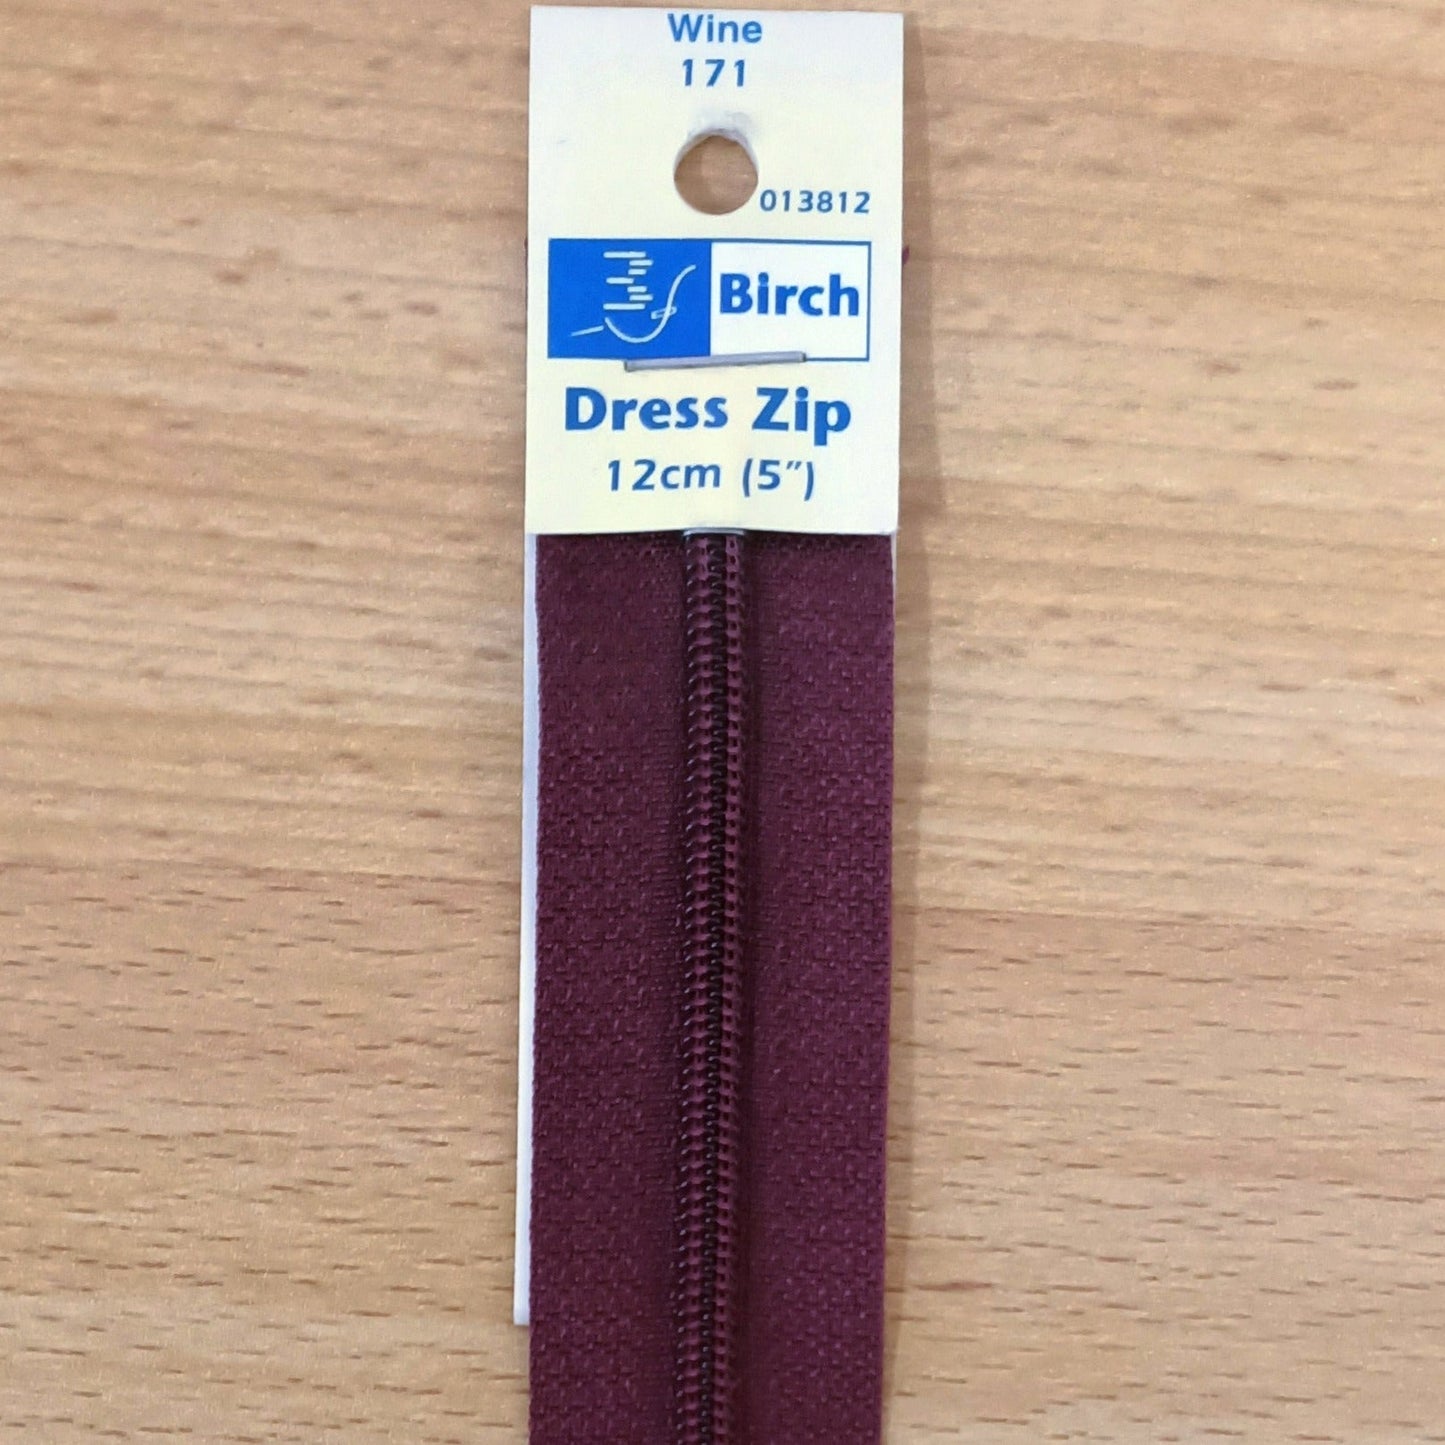 Wine
171
013812
Birch
Dress Zip
12cm (5″)